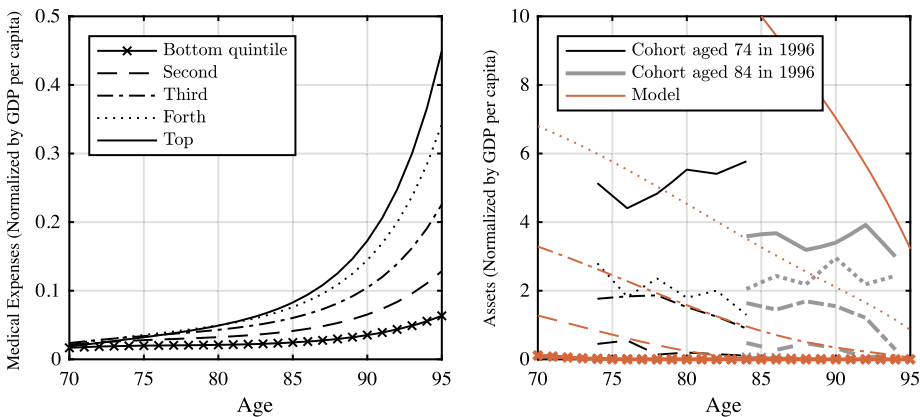 Medical Expenses (Normalized by GDP per capita)
0.5
0.4
0.3
0.2
0.1
0
Bottom quintile
Second
Third
Forth
Top
70 75 80 85 90 95
Age
Assets (Normalized by GDP per capita)
10
8
6
4
2
0
Cohort aged 74 in 1996
Cohort aged 84 in 1996
Model
70 75 80 85 90 95
Age